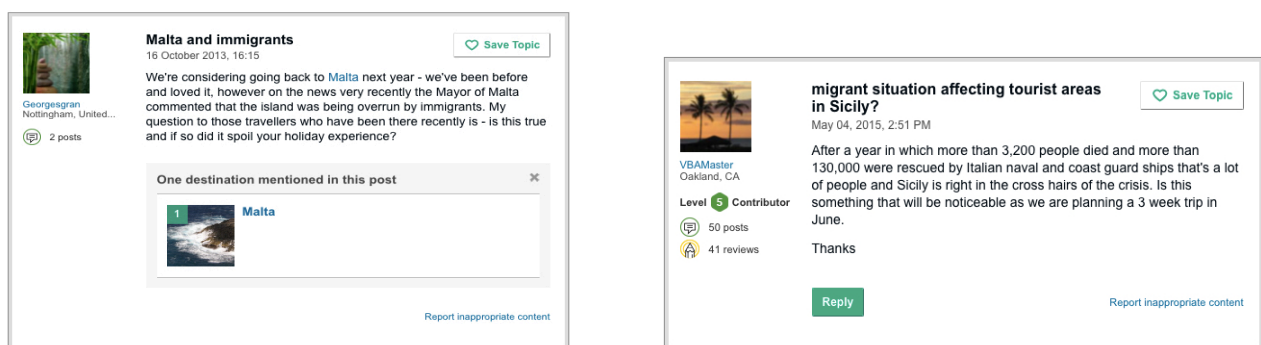 Malta and immigrants
16 October 2013, 16:15
Save Topic
Georgesgran
Nottingham, United...
2 posts
We're considering going back to Malta next year - we've been before
and loved it, however on the news very recently the Mayor of Malta
commented that the island was being overrun by immigrants. My
question to those travellers who have been there recently is - is this true
and if so did it spoil your holiday experience?
One destination mentioned in this post
1
Malta
Report inappropriate content
migrant situation affecting tourist areas
in Sicily?
May 04, 2015, 2:51 PM
Save Topic
VBAMaster
Oakland, CA
Level 5 Contributor
50 posts
41 reviews
After a year in which more than 3,200 people died and more than
130,000 were rescued by Italian naval and coast guard ships that's a lot
of people and Sicily is right in the cross hairs of the crisis. Is this
something that will be noticeable as we are planning a 3 week trip in
June.
Thanks
Reply
Report inappropriate content